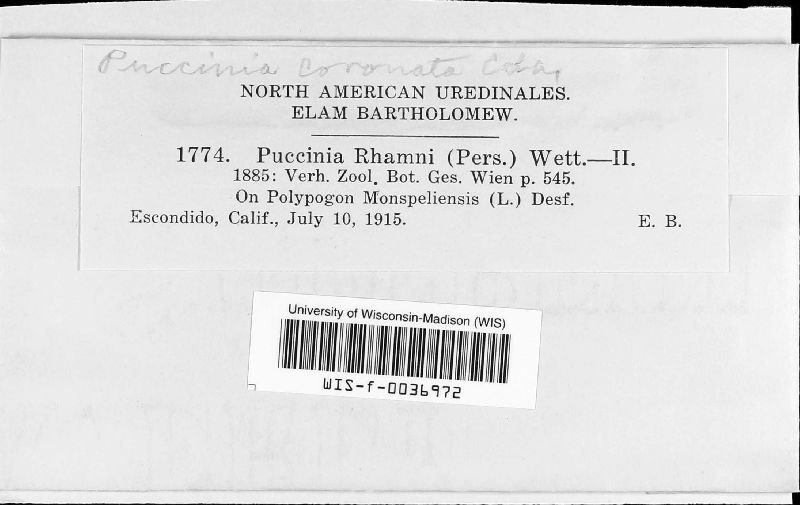 Puccinia coronata Cda.
NORTH AMERICAN UREDINALES.
ELAM BARTHOLOMEW.
1774. Puccinia Rhamni (Pers.) Wett.—II.
1885: Verh. Zool. Bot. Ges. Wien p. 545.
On Polypogon Monspeliensis (L.) Desf.
Escondido, Calif., July 10, 1915. E. B.
University of Wisconsin-Madison (WIS)
WIS-f-0036972